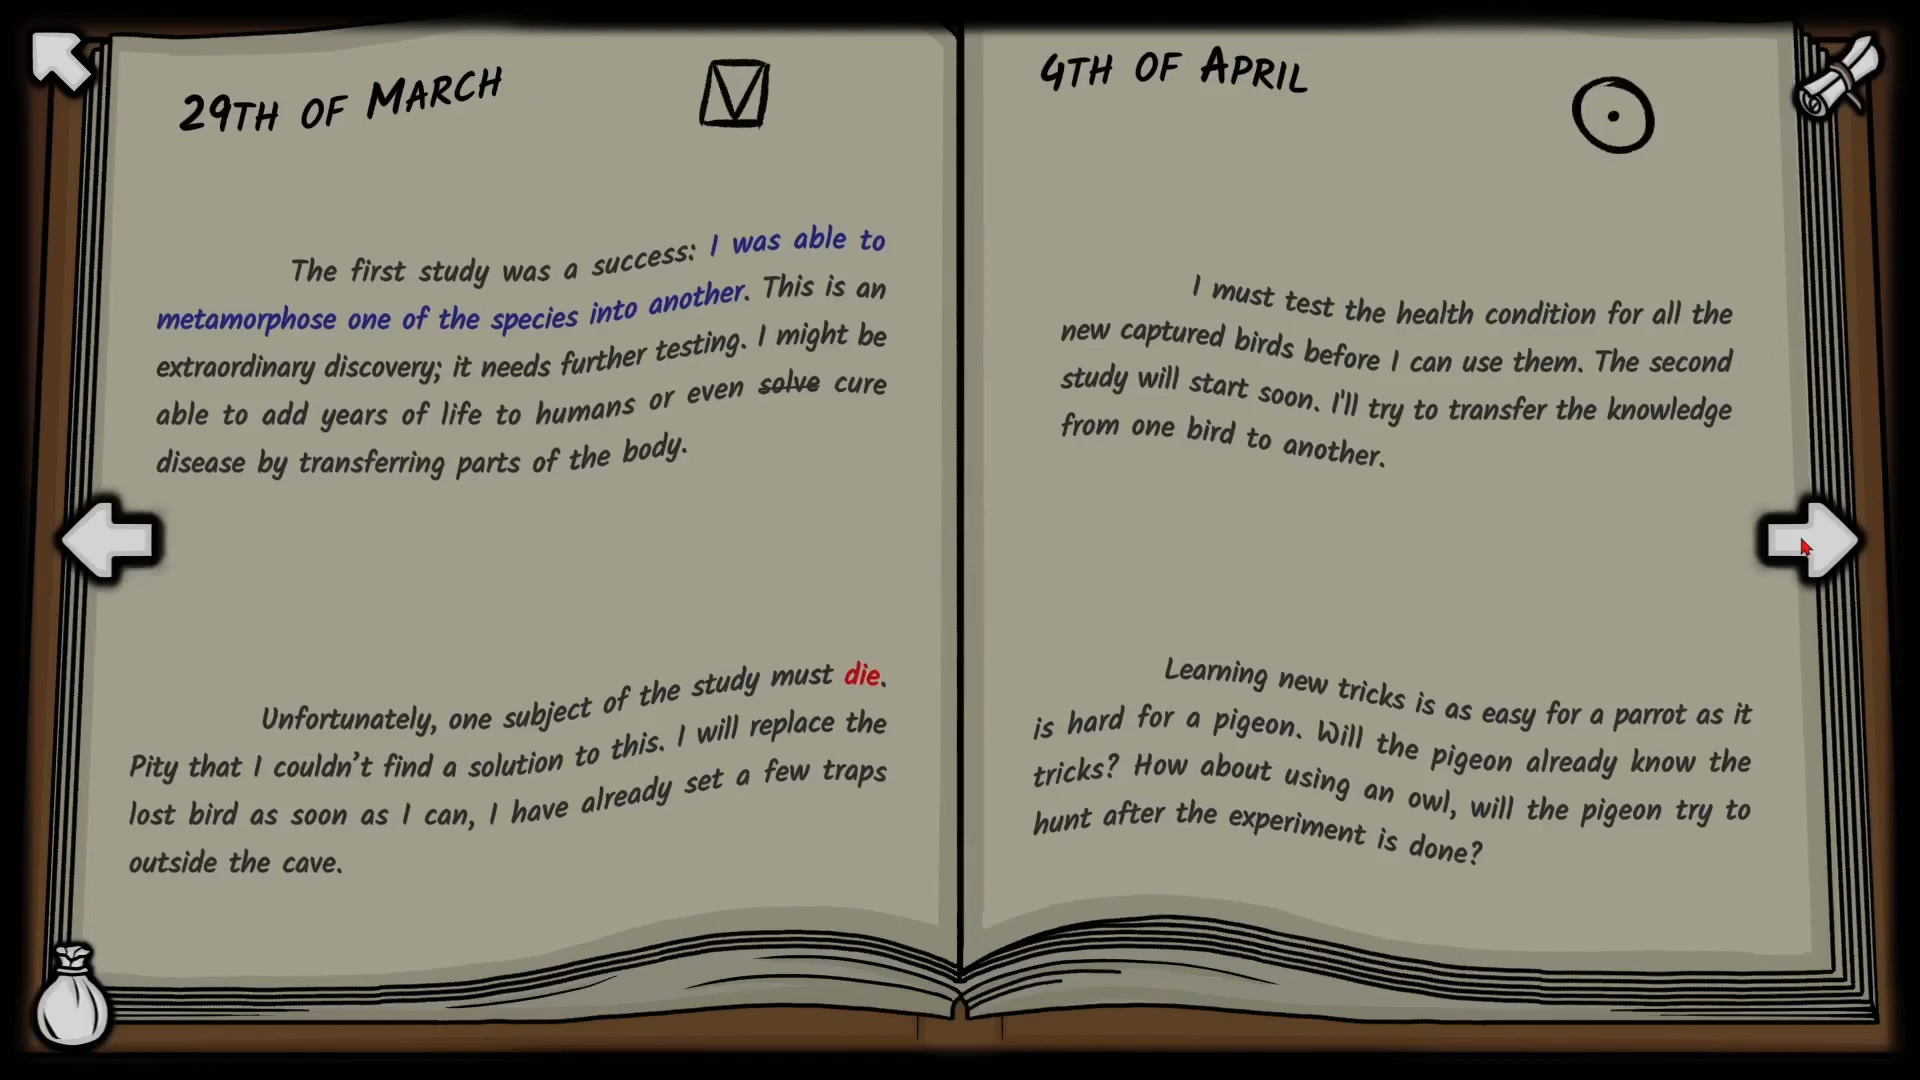 29TH OF MARCH
The first study was a success: I was able to
metamorphose one of the species into another. This is an
extraordinary discovery; it needs further testing. I might be
able to add years of life to humans or even solve cure
disease by transferring parts of the body.
Unfortunately, one subject of the study must die.
Pity that I couldn't find a solution to this. I will replace the
lost bird as soon as I can, I have already set a few traps
outside the cave.
4TH OF APRIL
I must test the health condition for all the
new captured birds before I can use them. The second
study will start soon. I'll try to transfer the knowledge
from one bird to another.
Learning new tricks is as easy for a parrot as it
is hard for a pigeon. Will the pigeon already know the
tricks? How about using an owl, will the pigeon try to
hunt after the experiment is done?